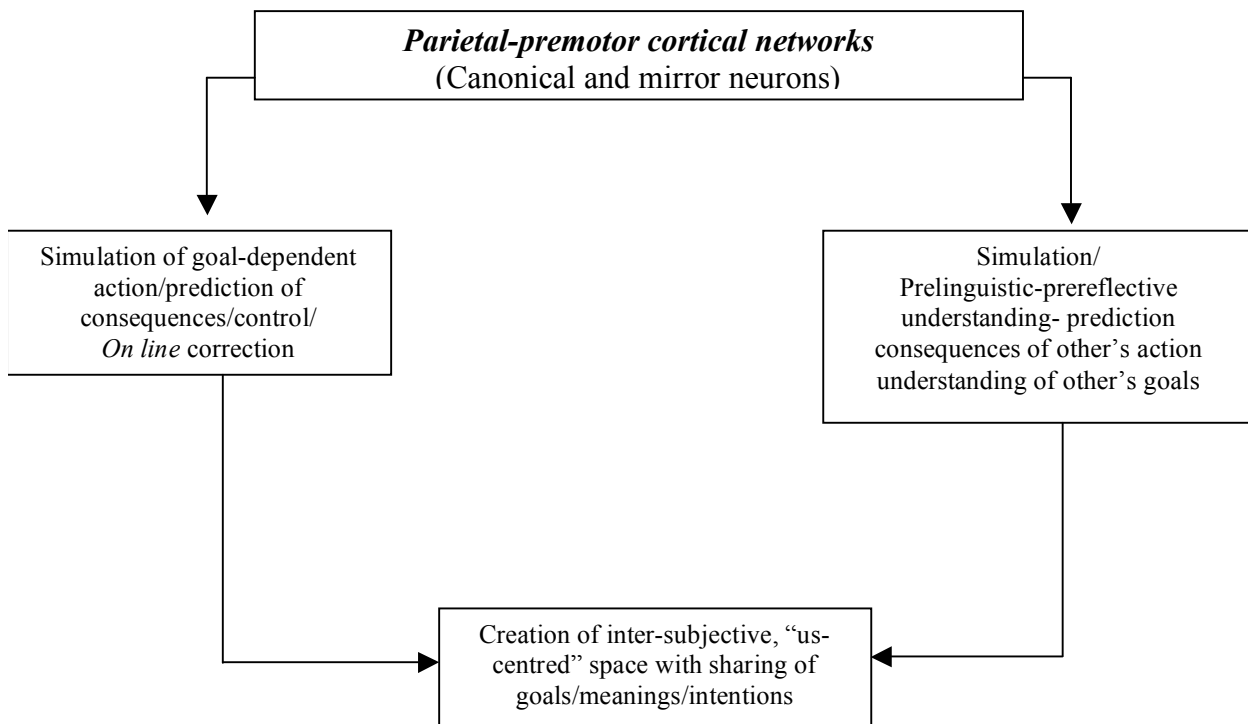 Parietal-premotor cortical networks
(Canonical and mirror neurons)
Simulation of goal-dependent
action/prediction of
consequences/control/
On line correction
Simulation/
Prelinguistic-prereflective
understanding- prediction
consequences of other’s action
understanding of other’s goals
Creation of inter-subjective, “us-
centred” space with sharing of
goals/meanings/intentions